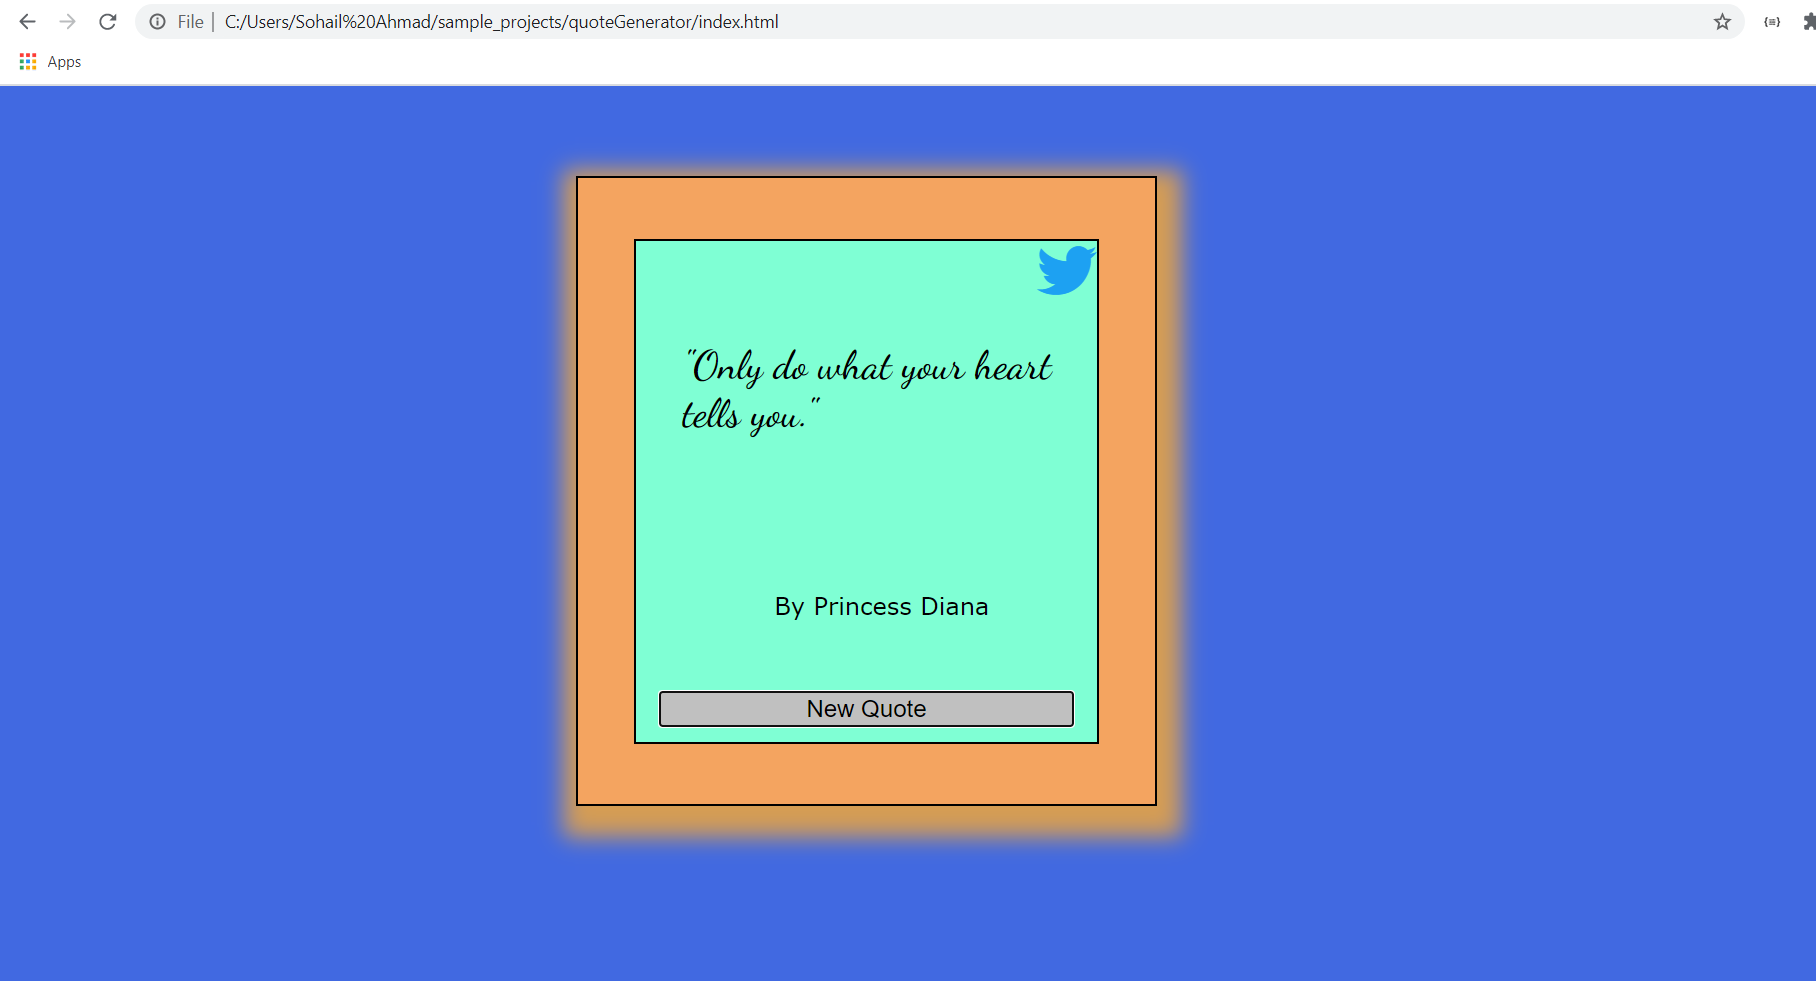 File | C:/Users/Sohail%20Ahmad/sample_projects/quoteGenerator/index.html
Apps
"Only do what your heart
tells you."
By Princess Diana
New Quote